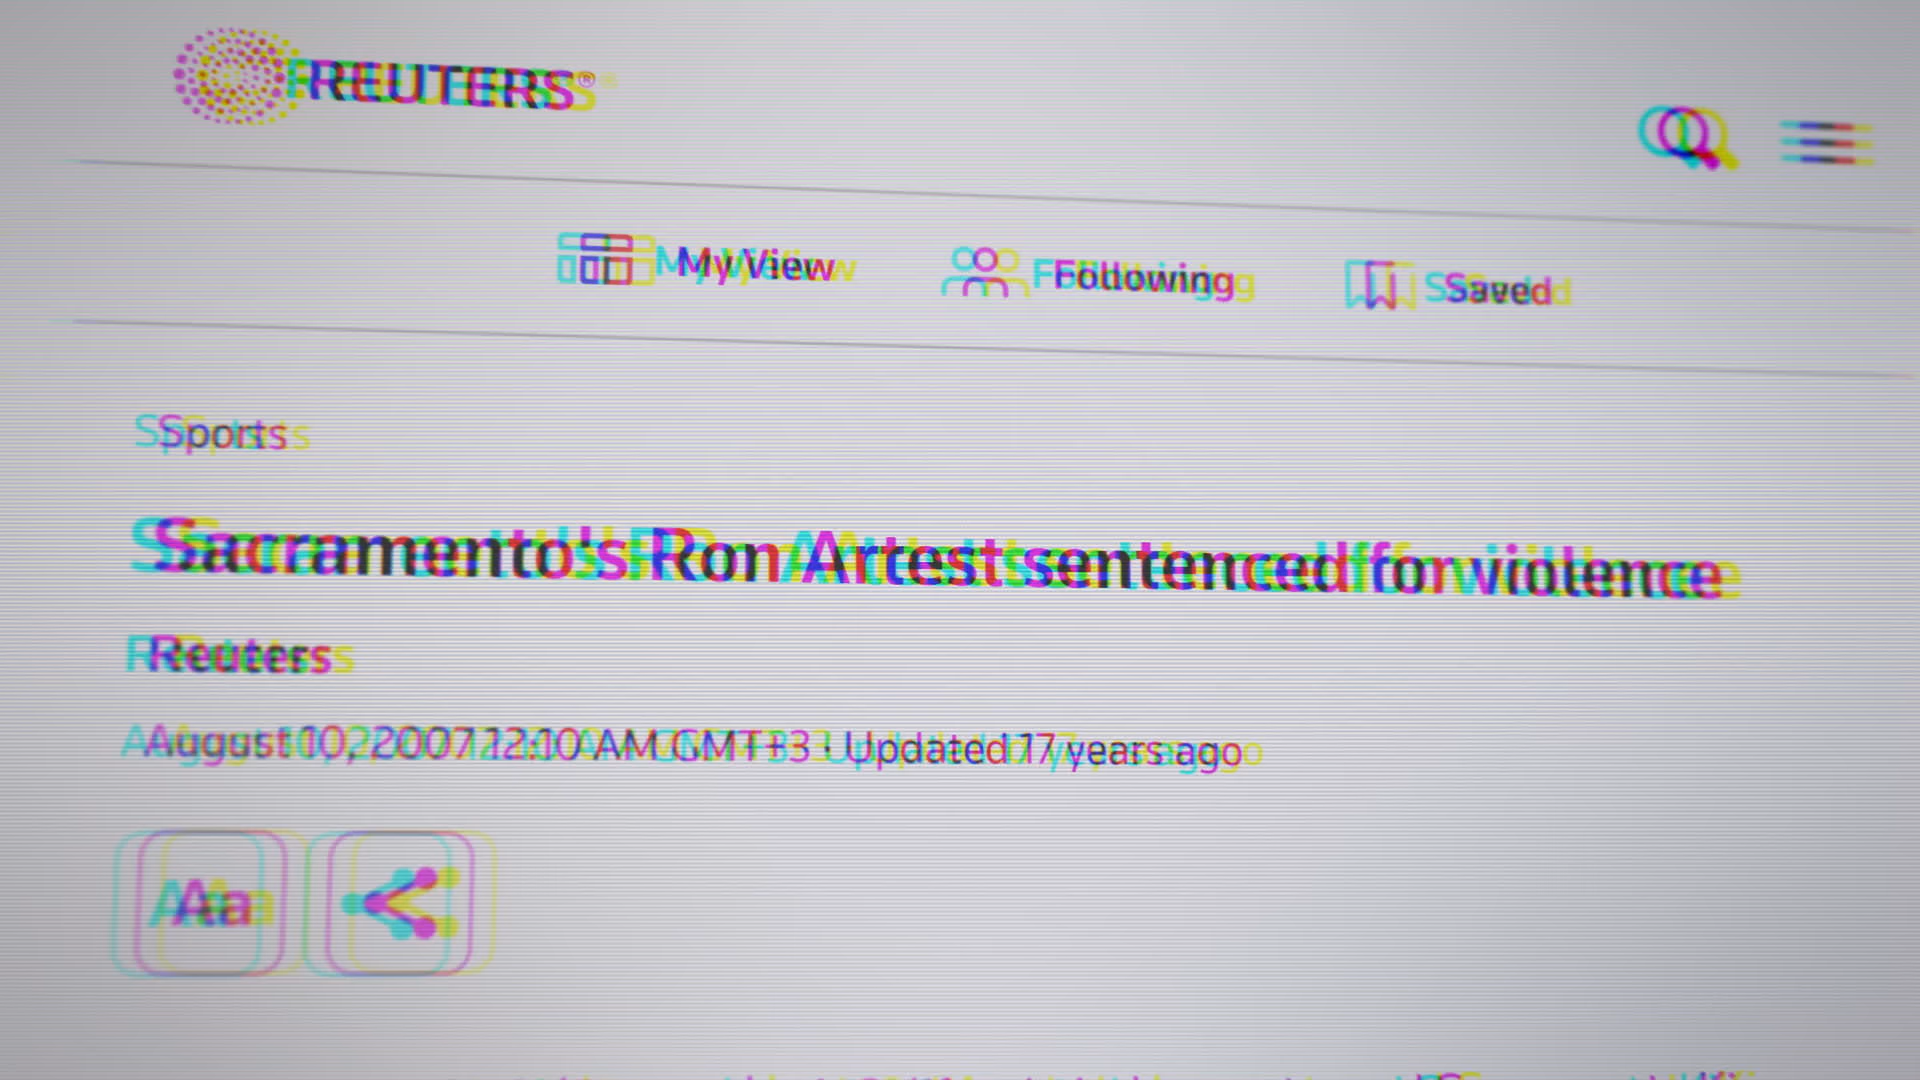 REUTERS®
My View Following Saved
Sports
Sacramento's Ron Artest sentenced for violence
Reuters
August 10, 2007 12:10 AM GMT+3 · Updated 17 years ago
Aa